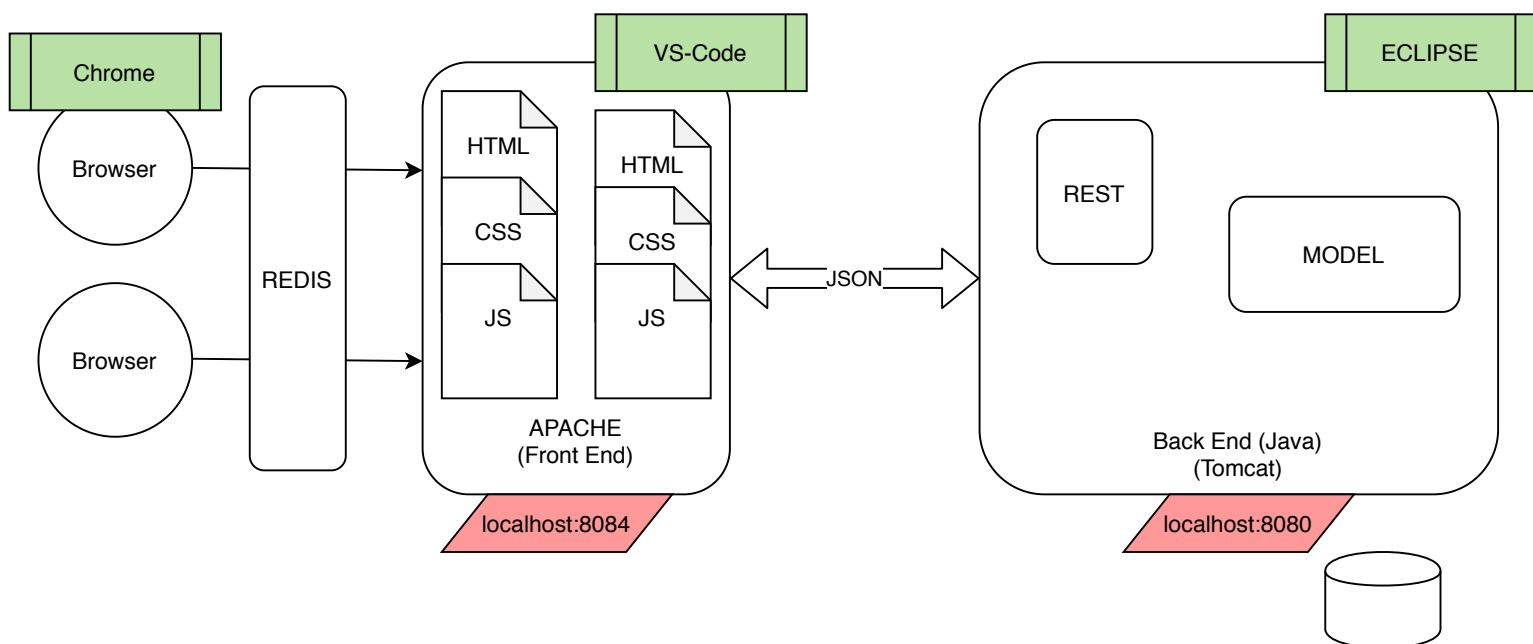 Chrome
VS-Code
ECLIPSE
Browser
Browser
REDIS
HTML
CSS
JS
HTML
CSS
JS
APACHE
(Front End)
localhost:8084
JSON
REST
MODEL
Back End (Java)
(Tomcat)
localhost:8080